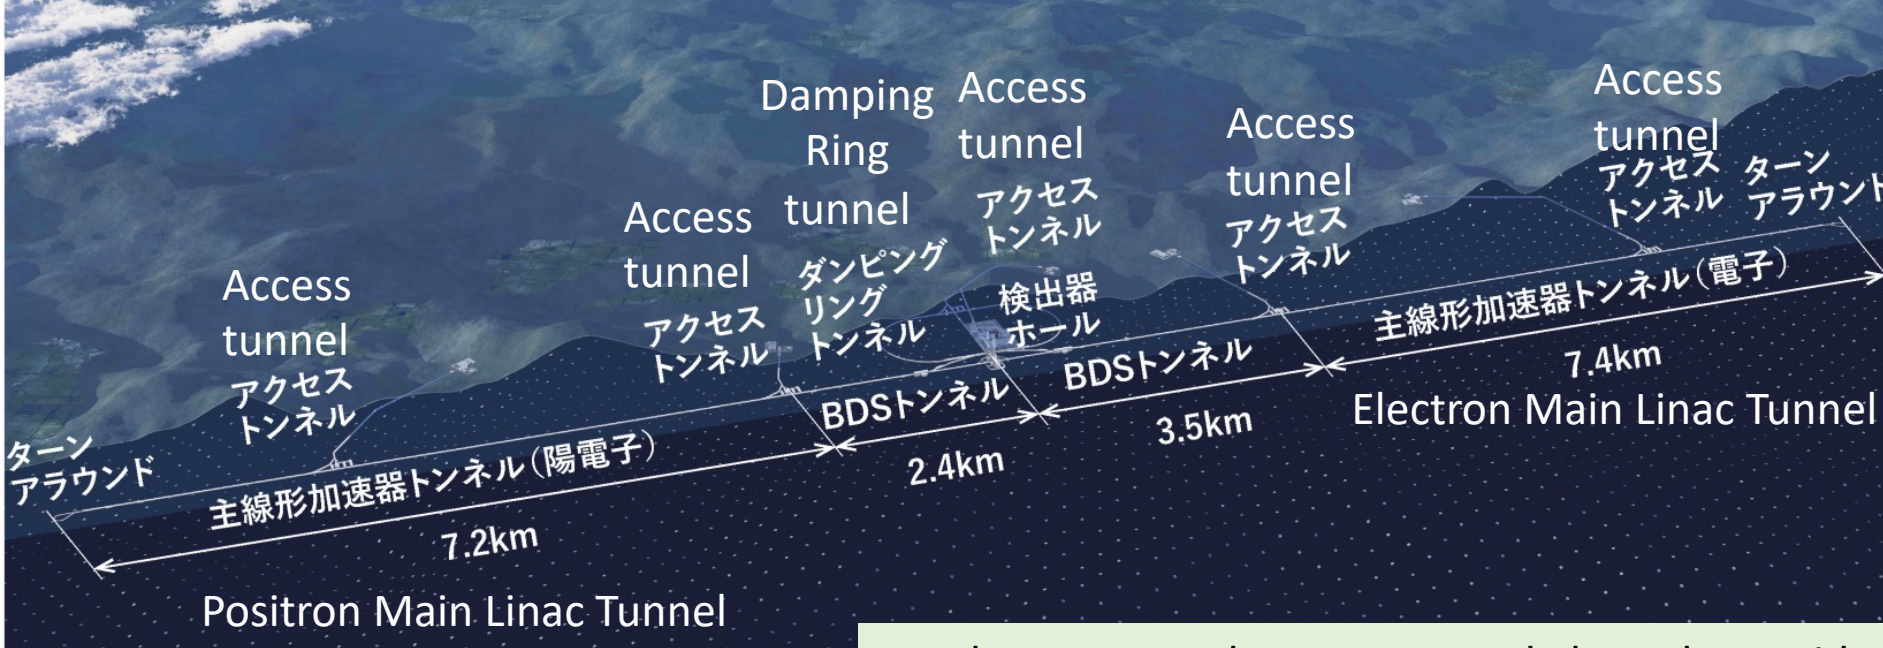 Damping
Ring
tunnel
ダンピング
リング
トンネル
Access
tunnel
アクセス
トンネル
Access
tunnel
アクセス
トンネル
Access
tunnel
アクセス
トンネル
ターン
アラウンド
Access
tunnel
アクセス
トンネル
Access
tunnel
アクセス
トンネル
検出器
ホール
ターン
アラウンド
主線形加速器トンネル(陽電子)
7.2km
Positron Main Linac Tunnel
BDSトンネル
2.4km
BDSトンネル
3.5km
主線形加速器トンネル(電子)
7.4km
Electron Main Linac Tunnel